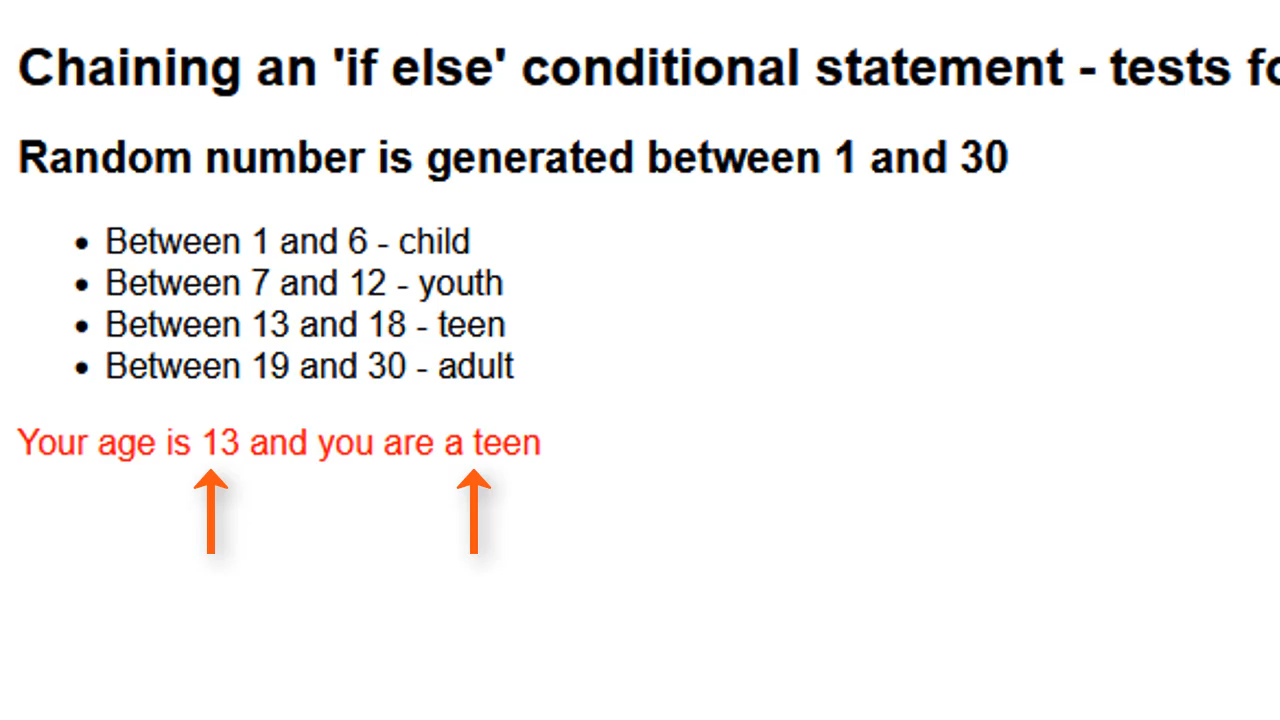 Chaining an 'if else' conditional statement - tests
Random number is generated between 1 and 30
• Between 1 and 6 - child
• Between 7 and 12 - youth
• Between 13 and 18 - teen
• Between 19 and 30 - adult
Your age is 13 and you are a teen